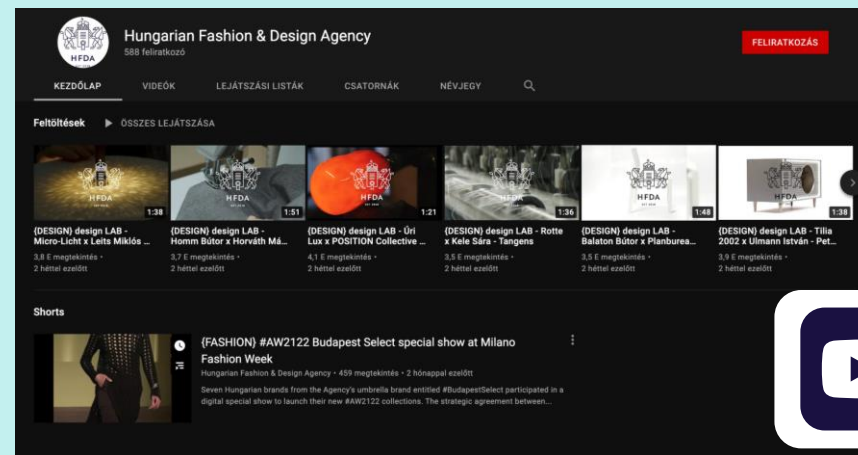 Hungarian Fashion & Design Agency
588 feliratkozó
HFDA
FELIRATKOZÁS
KEZDŐLAP VIDEÓK LEJÁTSZÁSI LISTÁK CSATORNÁK NÉVJEGY
Feltöltések ÖSSZES LEJÁTSZÁSA
HFDA HFDA HFDA HFDA HFDA HFDA
1:38 1:51 1:21 1:36 1:48 1:38
{DESIGN} design LAB - {DESIGN} design LAB - {DESIGN} design LAB - Úri {DESIGN} design LAB - Rotte {DESIGN} design LAB - {DESIGN} design LAB - Tilia
Micro-Licht x Leits Miklós ... Homm Bútor x Horváth Má... Lux x POSITION Collective ... x Kele Sára - Tangens Balaton Bútor x Planburea... 2002 x Ulmann István - Pet...
3,8 E megtekintés • 3,7 E megtekintés • 4,1 E megtekintés • 3,5 E megtekintés • 3,5 E megtekintés • 3,9 E megtekintés •
2 héttel ezelőtt 2 héttel ezelőtt 2 héttel ezelőtt 2 héttel ezelőtt 2 héttel ezelőtt 2 héttel ezelőtt
Shorts
{FASHION} #AW2122 Budapest Select special show at Milano
Fashion Week
Hungarian Fashion & Design Agency • 459 megtekintés • 2 hónappal ezelőtt
Seven Hungarian brands from the Agency's umbrella brand entitled #BudapestSelect participated in a
digital special show to launch their new #AW2122 collections. The strategic agreement between...